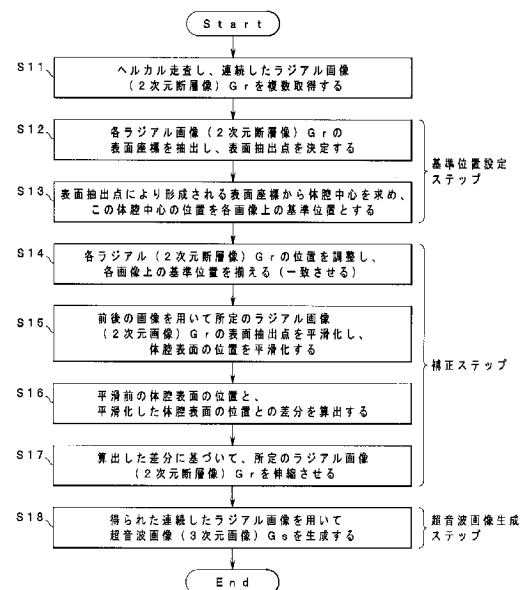 Start
S11
ヘルカル走査し、連続したラジアル画像
（2次元断層像）Grを複数取得する
S12
各ラジアル画像（2次元断層像）Grの
表面座標を抽出し、表面抽出点を決定する
S13
表面抽出点により形成される表面座標から体腔中心を求め、
この体腔中心の位置を各画像上の基準位置とする
基準位置設定
ステップ
S14
各ラジアル（2次元断層像）Grの位置を調整し、
各画像上の基準位置を揃える（一致させる）
S15
前後の画像を用いて所定のラジアル画像
（2次元画像）Grの表面抽出点を平滑化し、
体腔表面の位置を平滑化する
S16
平滑前の体腔表面の位置と、
平滑化した体腔表面の位置との差分を算出する
S17
算出した差分に基づいて、所定のラジアル画像
（2次元断層像）Grを伸縮させる
補正ステップ
S18
得られた連続したラジアル画像を用いて
超音波画像（3次元画像）Gsを生成する
超音波画像生成
ステップ
End